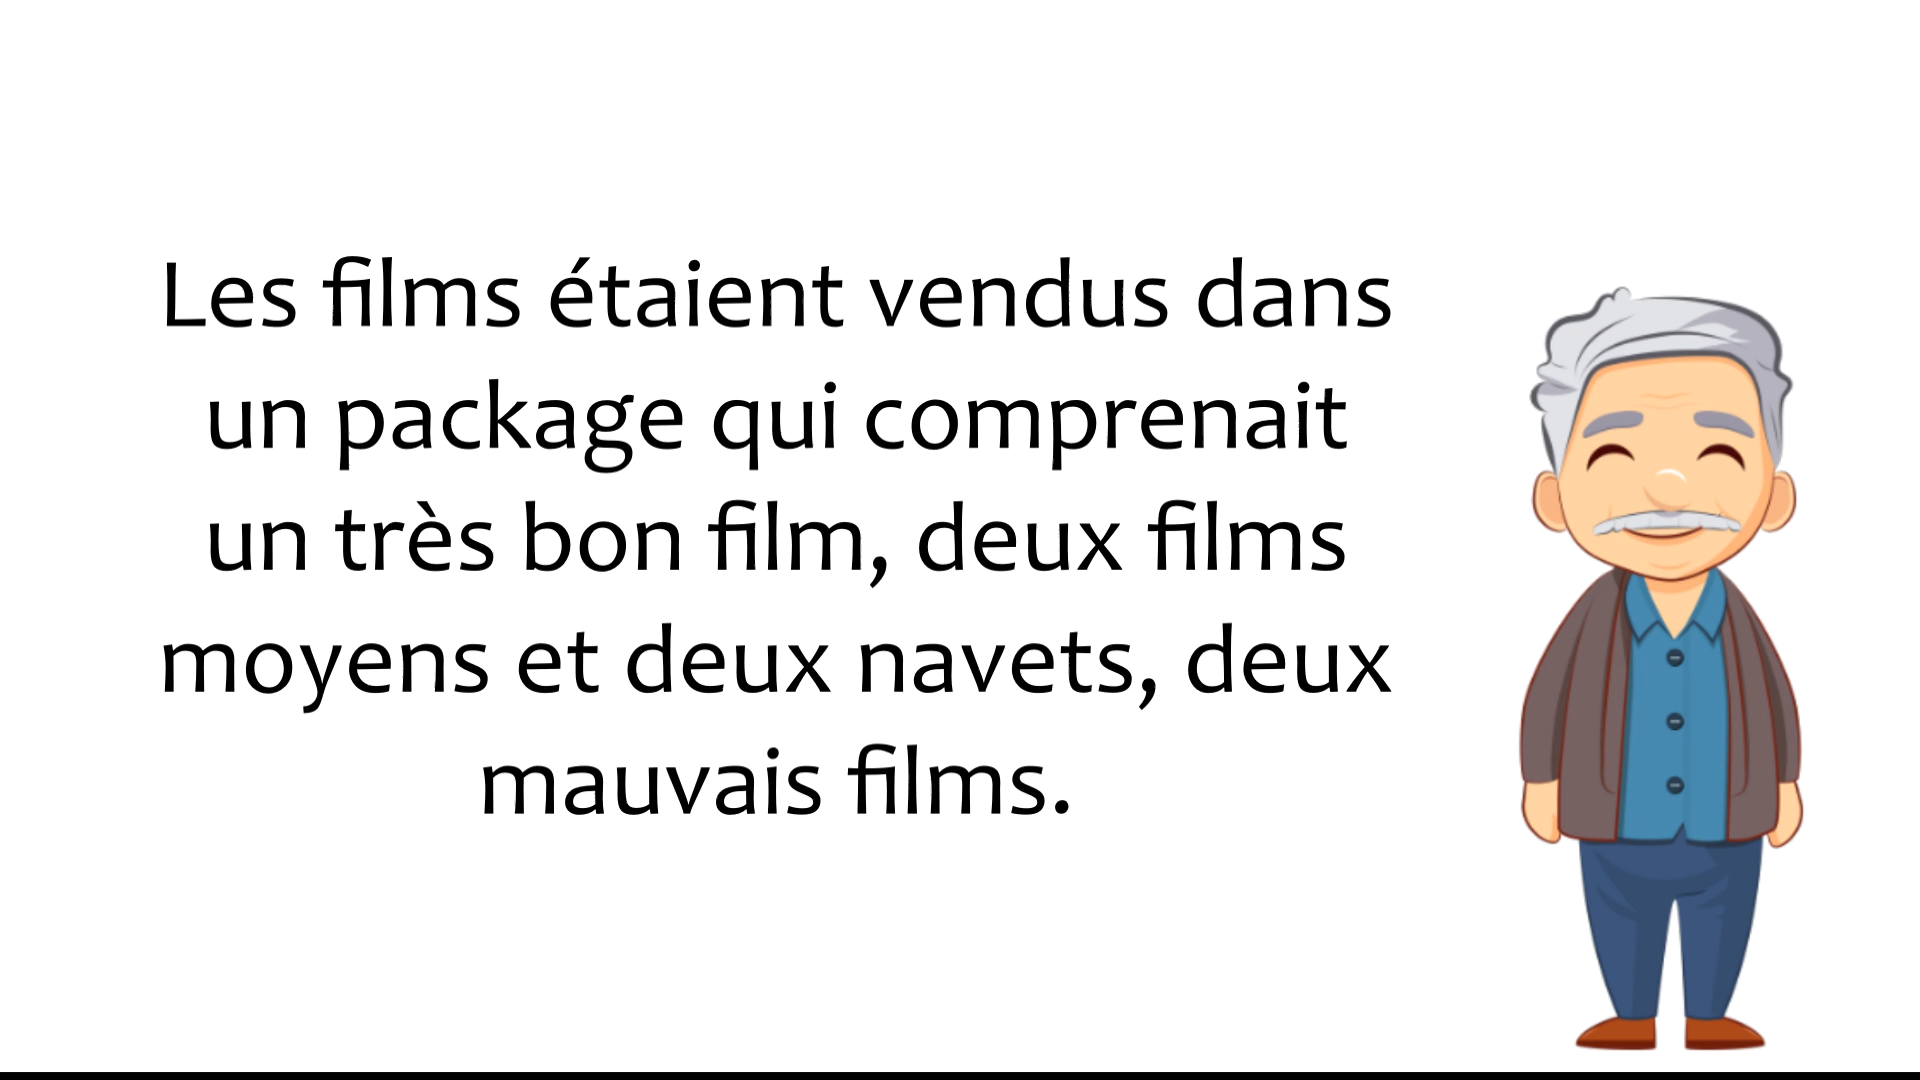 Les films étaient vendus dans
un package qui comprenait
un très bon film, deux films
moyens et deux navets, deux
mauvais films.